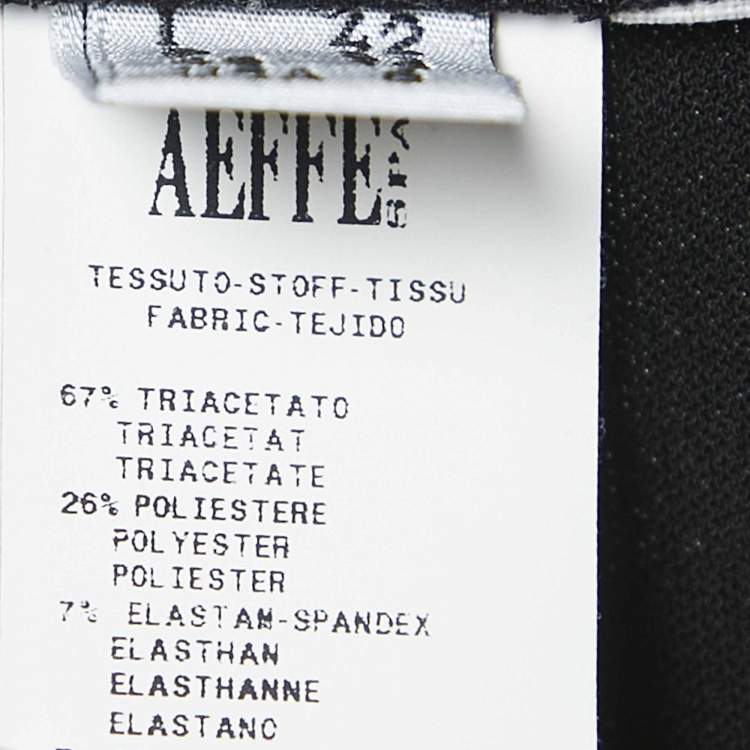 I 42
AEFFE SPA
TESSUTO-STOFF-TISSU
FABRIC-TEJIDO
67% TRIACETATO
TRIACETAT
TRIACETATE
26% POLIESTERE
POLYESTER
POLIESTER
7% ELASTAM-SPANDEX
ELASTHAN
ELASTHANNE
ELASTANO